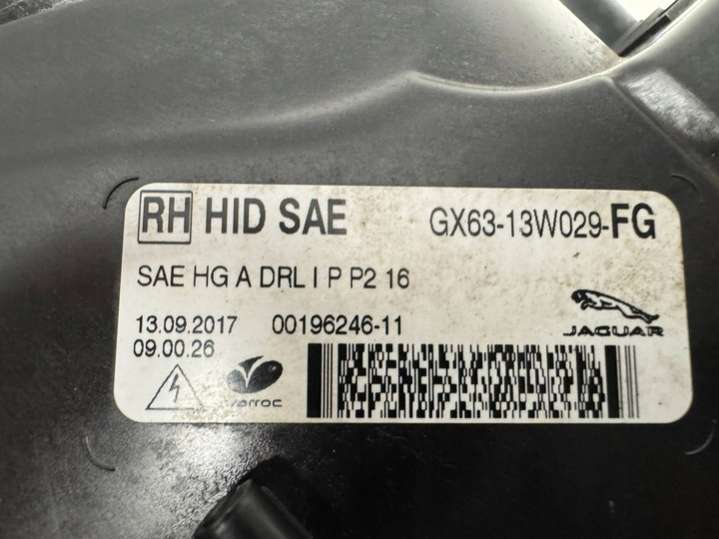 RH HID SAE GX63-13W029-FG
SAE HG A DRL I P P2 16
13.09.2017 00196246-11
09.00.26
JAGUAR
varroc